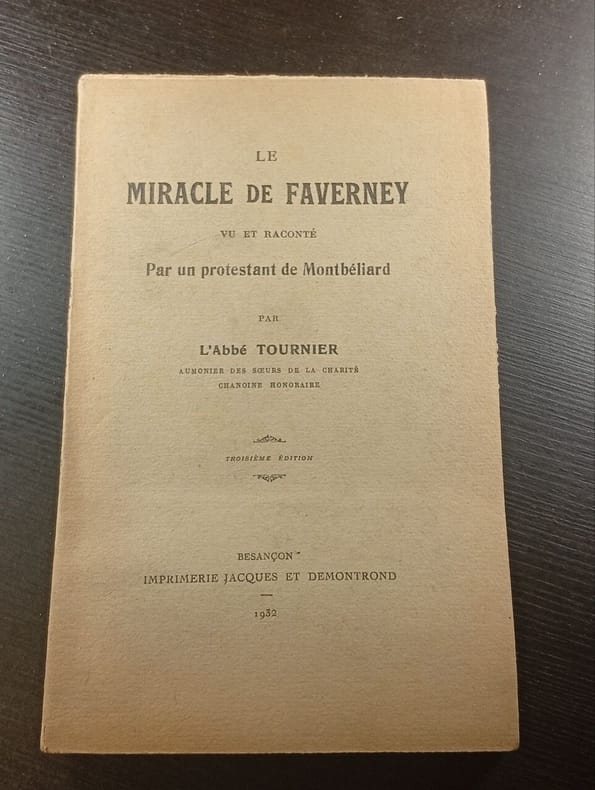 LE
MIRACLE DE FAVERNEY
VU ET RACONTÉ
Par un protestant de Montbéliard
PAR
L'Abbé TOURNIER
AUMONIER DES SŒURS DE LA CHARITÉ
CHANOINE HONORAIRE
TROISIÈME ÉDITION
BESANÇON
IMPRIMERIE JACQUES ET DEMONTROND
1932